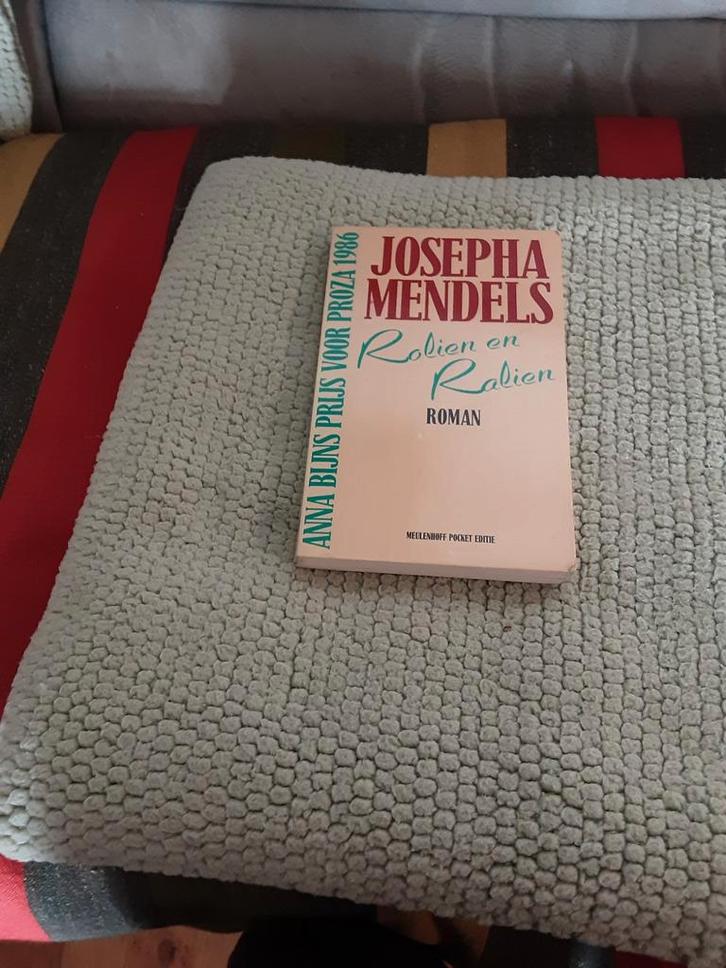 ANNA BIJNS PRIJS VOOR PROZA 1986
JOSEPHA
MENDELS
Rolien en
Ralien
ROMAN
MEULENHOFF POCKET EDITIE